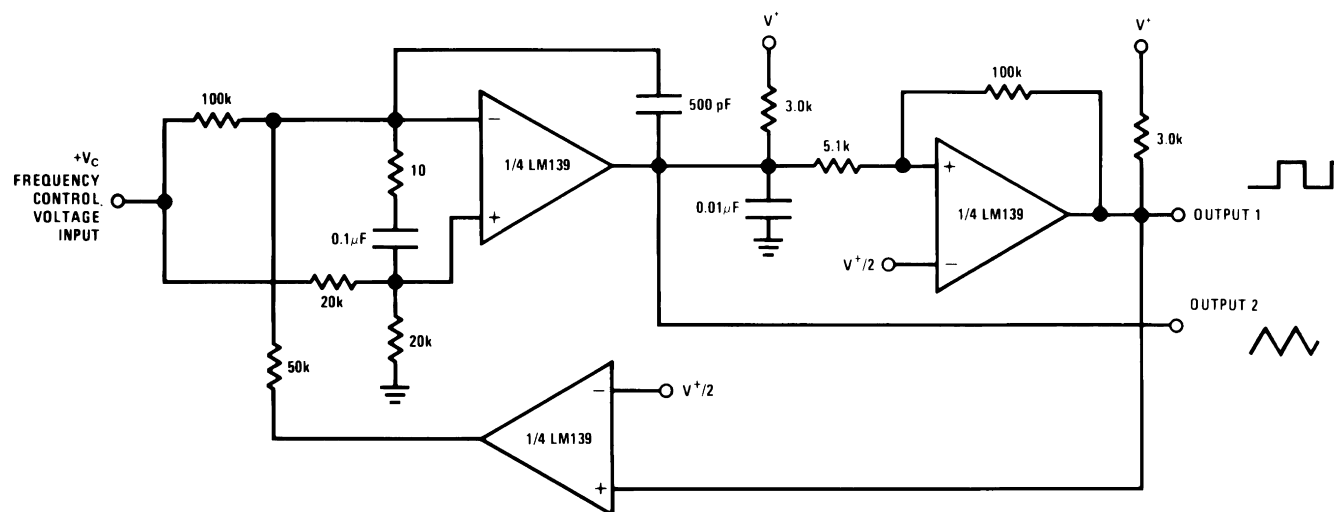 V+
V+
100k
100k
500 pF
3.0k
3.0k
5.1k
−
1/4 LM139
+
10
+VC
FREQUENCY
CONTROL
VOLTAGE
INPUT
0.1μF
0.01μF
+
1/4 LM139
−
V+/2
OUTPUT 1
20k
20k
OUTPUT 2
50k
−
V+/2
1/4 LM139
+